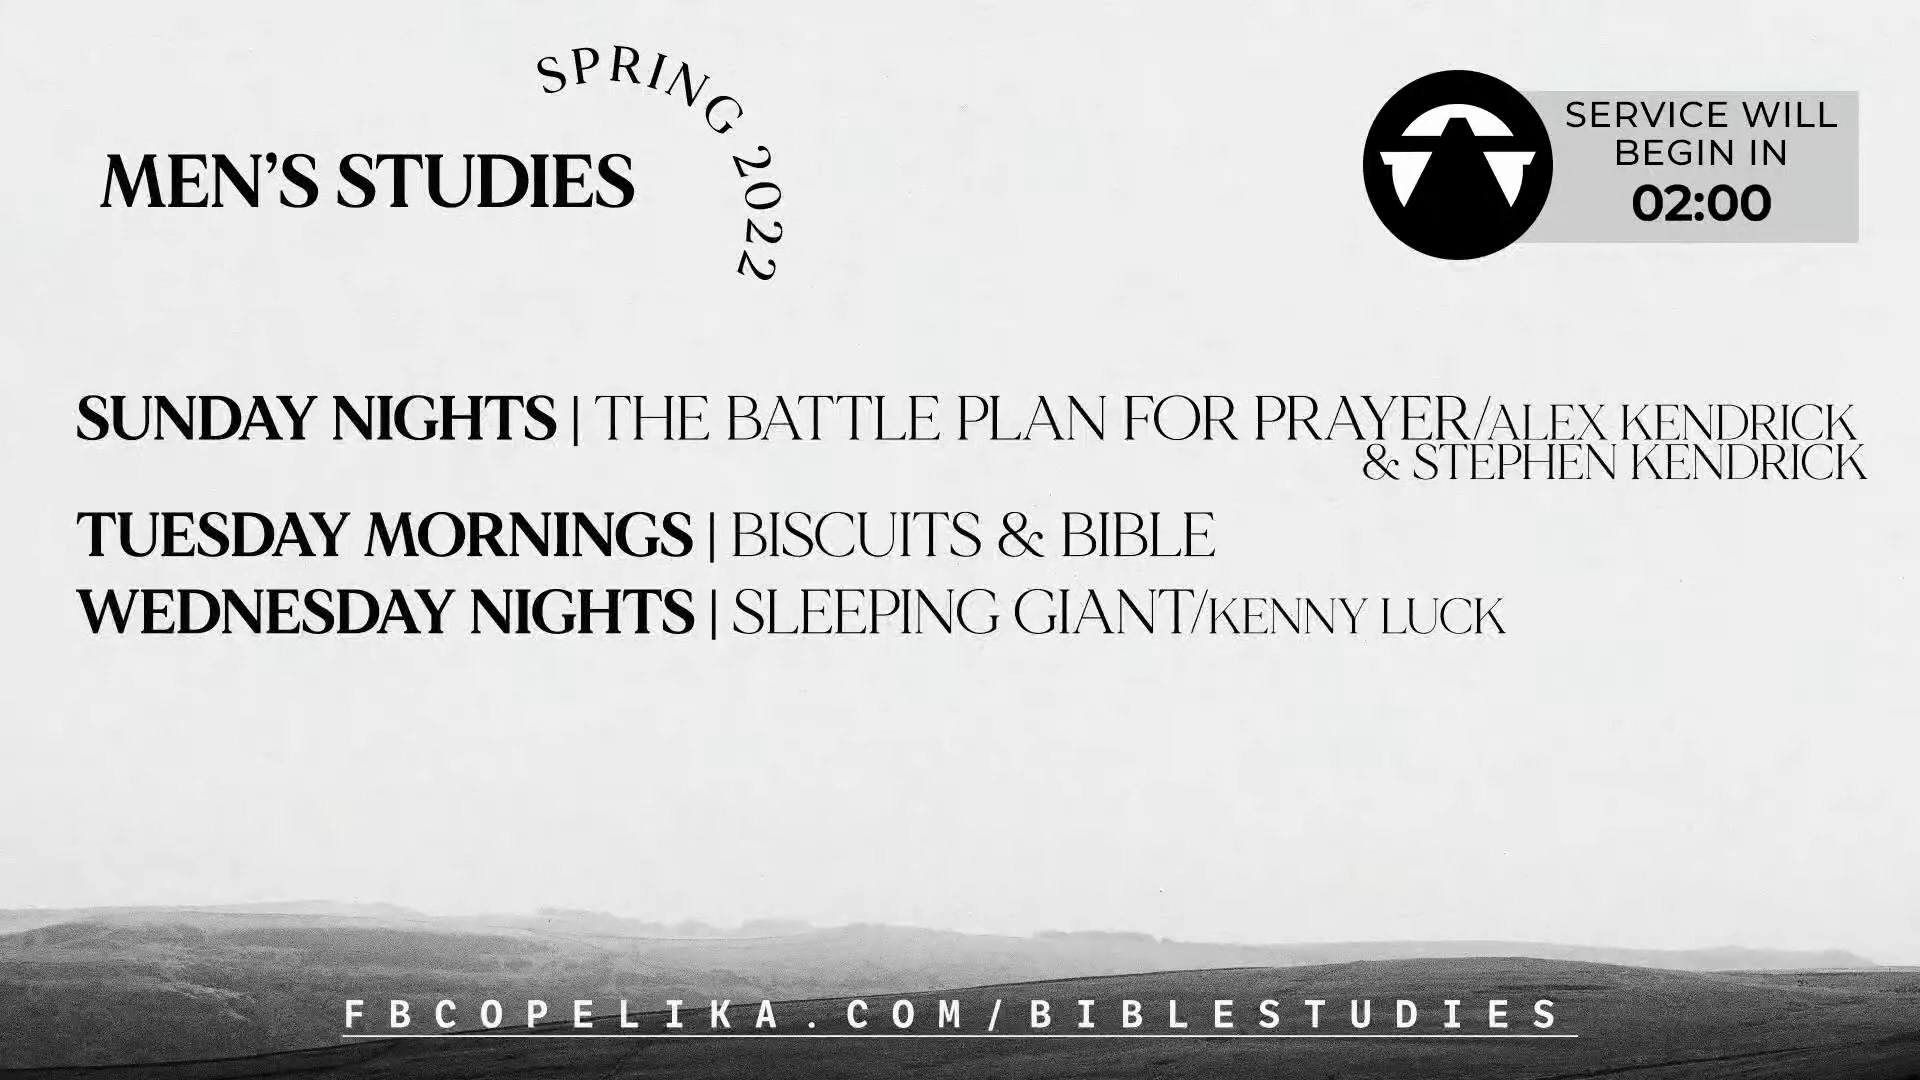 SPRING 2022
MEN'S STUDIES
SERVICE WILL
BEGIN IN
02:00
SUNDAY NIGHTS | THE BATTLE PLAN FOR PRAYER/ALEX KENDRICK
& STEPHEN KENDRICK
TUESDAY MORNINGS | BISCUITS & BIBLE
WEDNESDAY NIGHTS | SLEEPING GIANT/KENNY LUCK
FBCOPELIKA.COM/BIBLESTUDIES